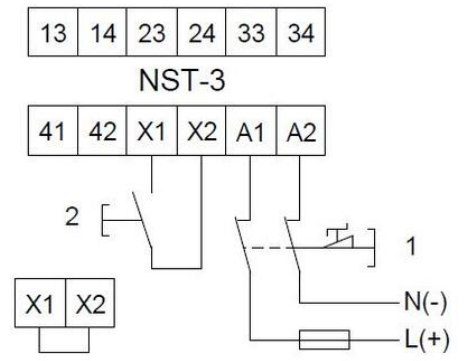 13 14 23 24 33 34
NST-3
41 42 X1 X2 A1 A2
2
1
X1 X2
N(-)
L(+)